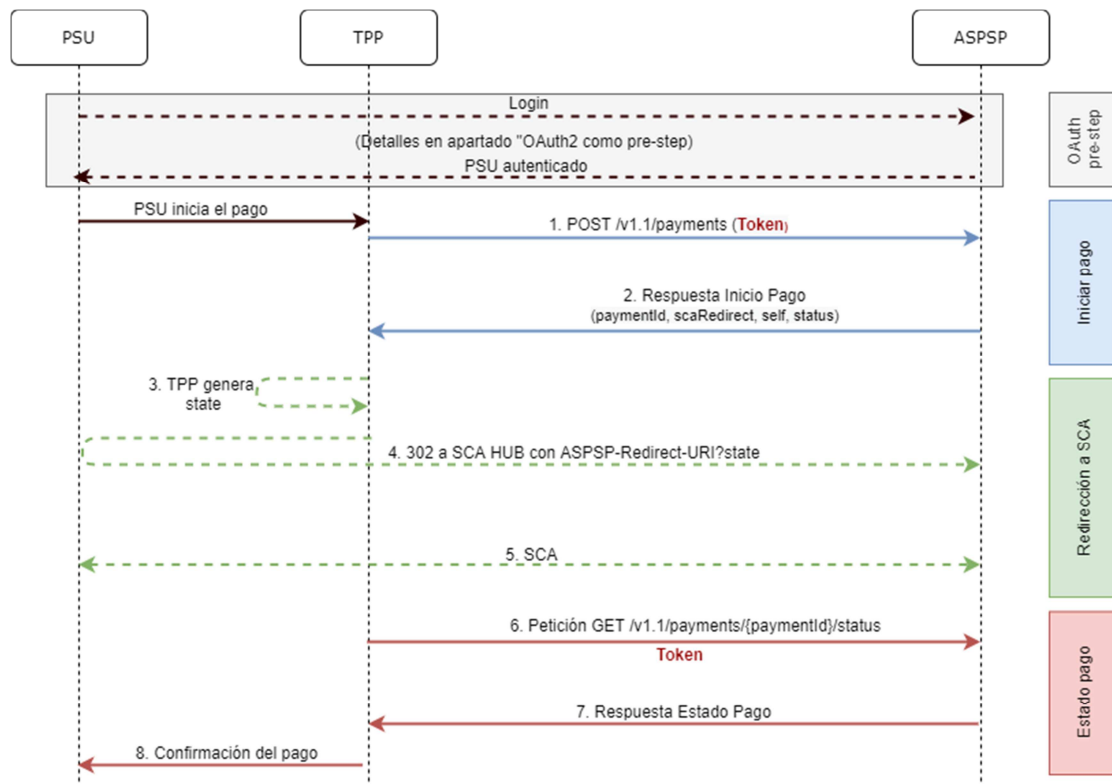 PSU
TPP
ASPSP
Login
(Detalles en apartado "OAuth2 como pre-step)
PSU autenticado
OAuth
pre-step
PSU inicia el pago
1. POST /v1.1/payments (Token)
2. Respuesta Inicio Pago
(paymentId, scaRedirect, self, status)
Iniciar pago
3. TPP genera
state
4. 302 a SCA HUB con ASPSP-Redirect-URI?state
5. SCA
Redirección a SCA
6. Petición GET /v1.1/payments/{paymentId}/status
Token
7. Respuesta Estado Pago
8. Confirmación del pago
Estado pago